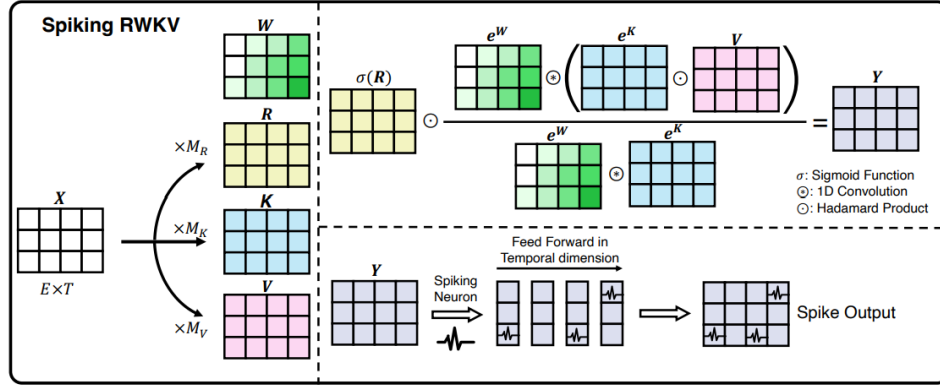 Spiking RWKV
W
R
×M_R
X
K
×M_K
E×T
V
×M_V
e^W
e^K
V
σ(R)
⊙
⊛
(
⊙
)
=
Y
e^W
e^K
⊛
σ: Sigmoid Function
⊛: 1D Convolution
⊙: Hadamard Product
Y
Spiking
Neuron
Feed Forward in
Temporal dimension
Spike Output